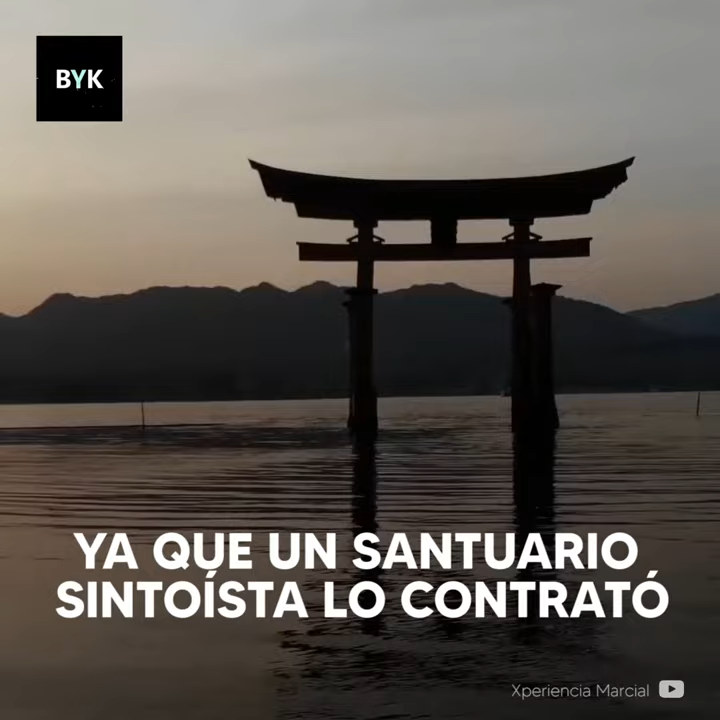 BYK
YA QUE UN SANTUARIO
SINTOÍSTA LO CONTRATÓ
Xperiencia Marcial